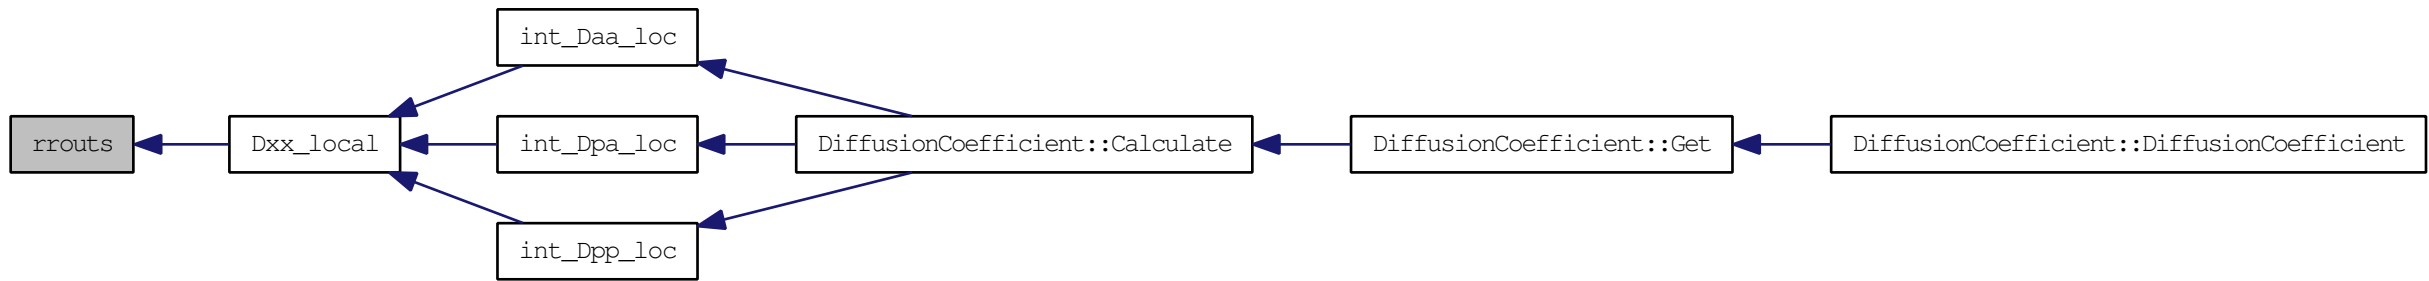 rrouts
Dxx_local
int_Daa_loc
int_Dpa_loc
int_Dpp_loc
DiffusionCoefficient::Calculate
DiffusionCoefficient::Get
DiffusionCoefficient::DiffusionCoefficient